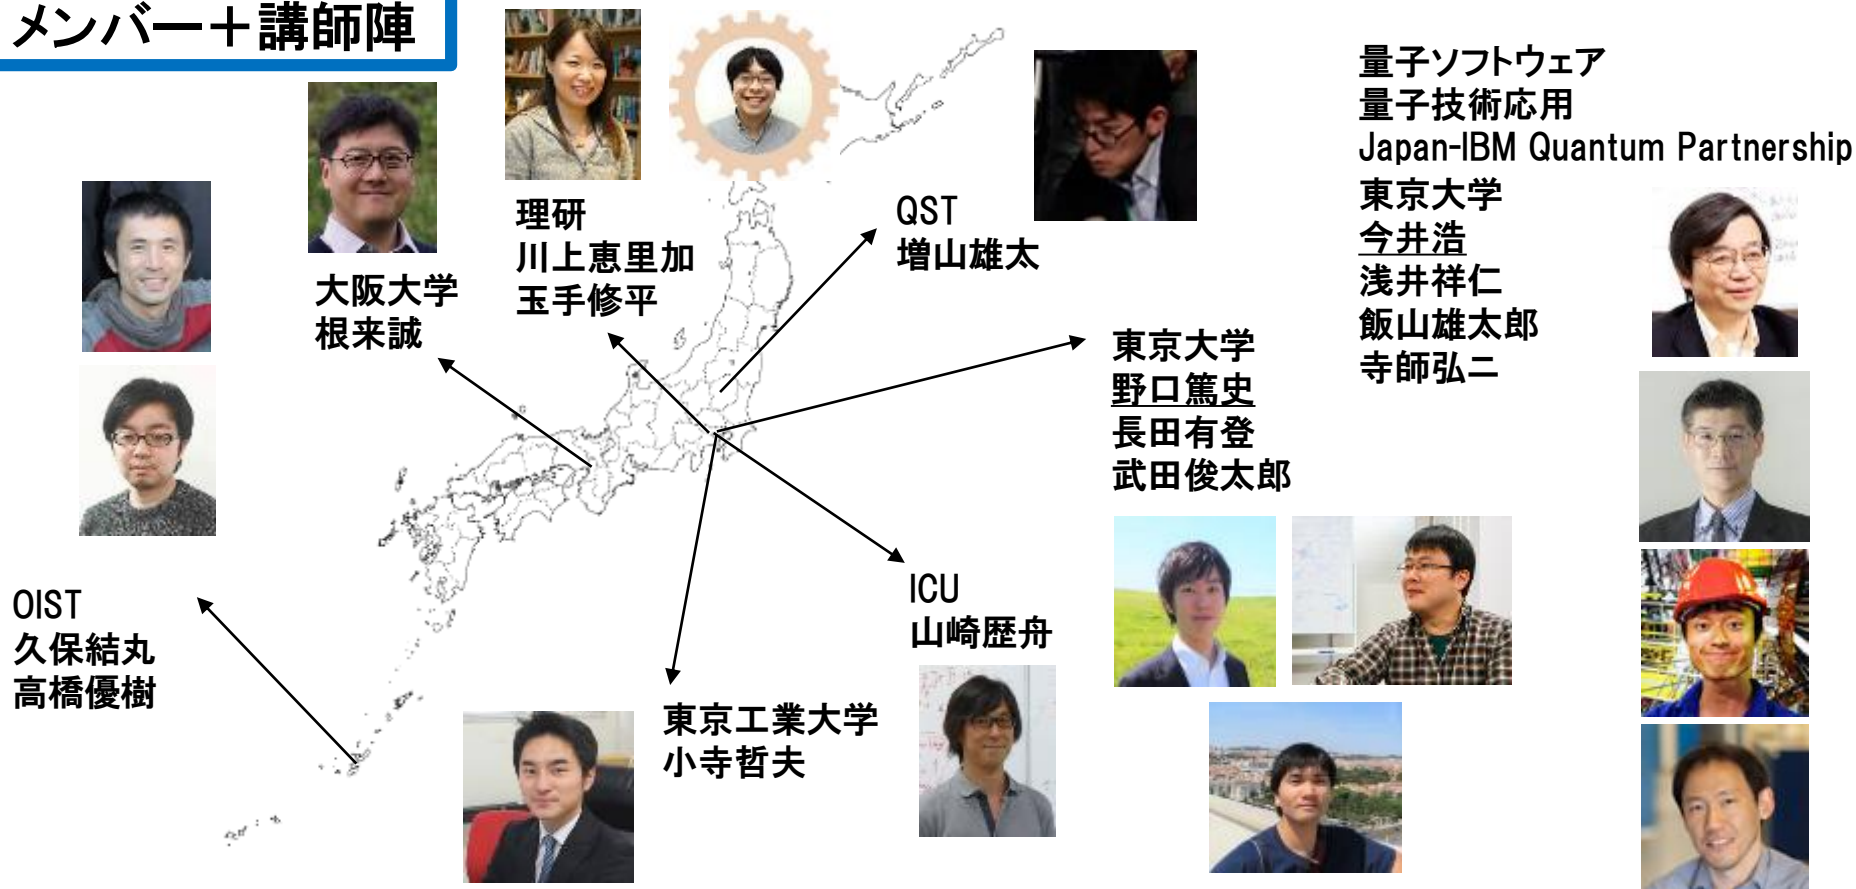 メンバー＋講師陣
量子ソフトウェア
量子技術応用
Japan-IBM Quantum Partnership
東京大学
今井浩
浅井祥仁
飯山雄太郎
寺師弘二
理研
川上恵里加
玉手修平
QST
増山雄太
大阪大学
根来誠
東京大学
野口篤史
長田有登
武田俊太郎
OIST
久保結丸
高橋優樹
ICU
山崎歴舟
東京工業大学
小寺哲夫